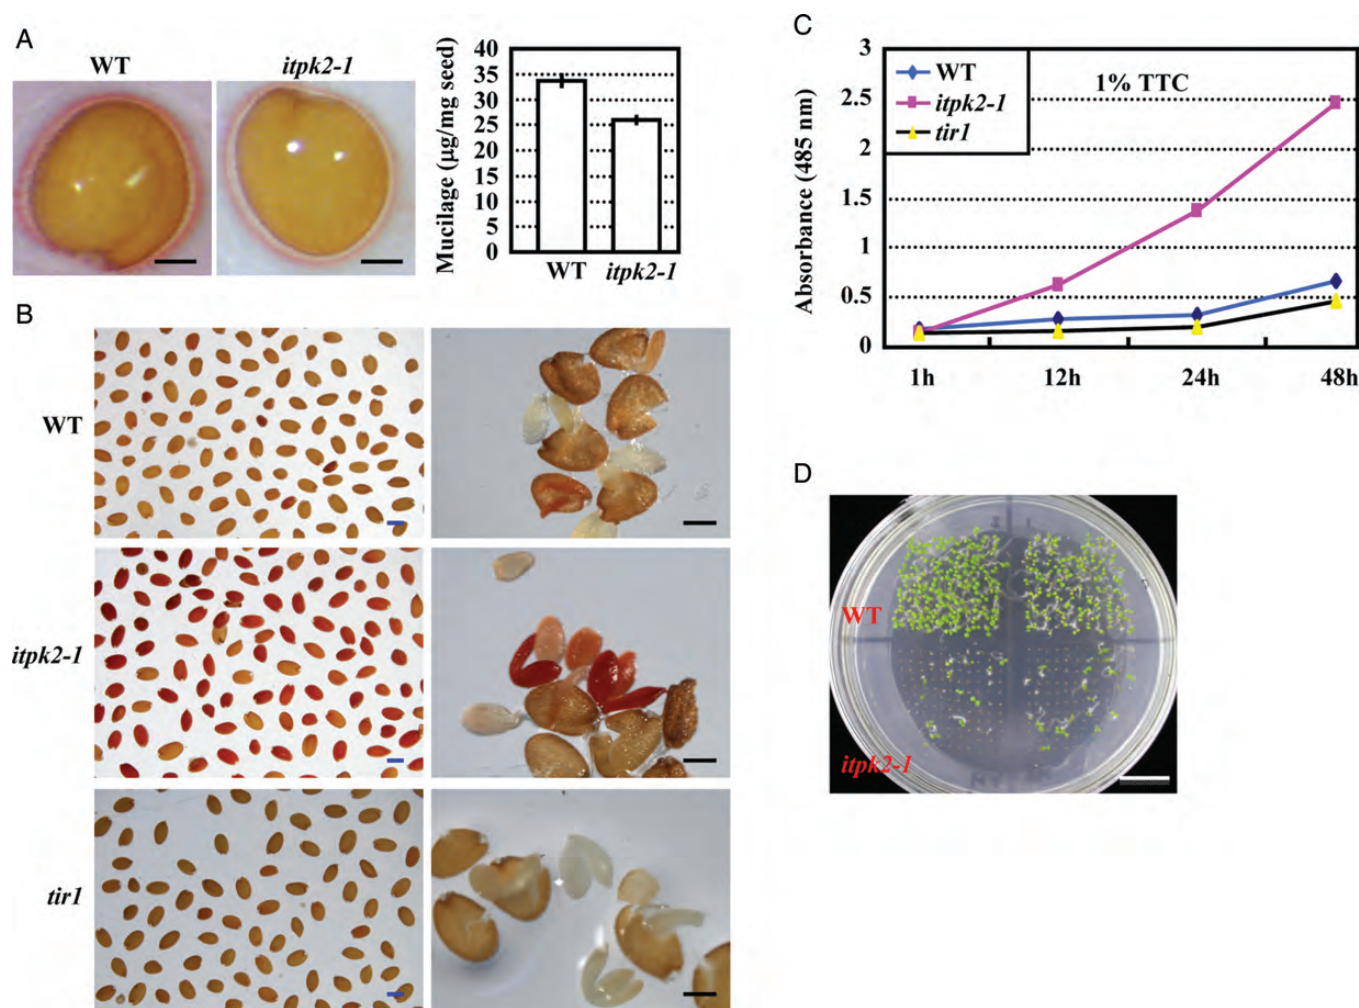 A
WT
itpk2-1
Mucilage (µg/mg seed)
40
35
30
25
20
15
10
5
0
WT
itpk2-1
B
WT
itpk2-1
tir1
C
Absorbance (485 nm)
3
2.5
2
1.5
1
0.5
0
WT
itpk2-1
tir1
1% TTC
1h
12h
24h
48h
D
WT
itpk2-1